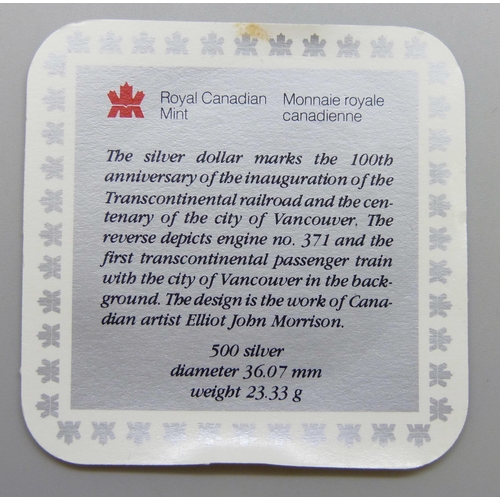 Royal Canadian Mint
Monnaie royale canadienne
The silver dollar marks the 100th
anniversary of the inauguration of the
Transcontinental railroad and the cen-
tenary of the city of Vancouver. The
reverse depicts engine no. 371 and the
first transcontinental passenger train
with the city of Vancouver in the back-
ground. The design is the work of Cana-
dian artist Elliot John Morrison.
500 silver
diameter 36.07 mm
weight 23.33 g